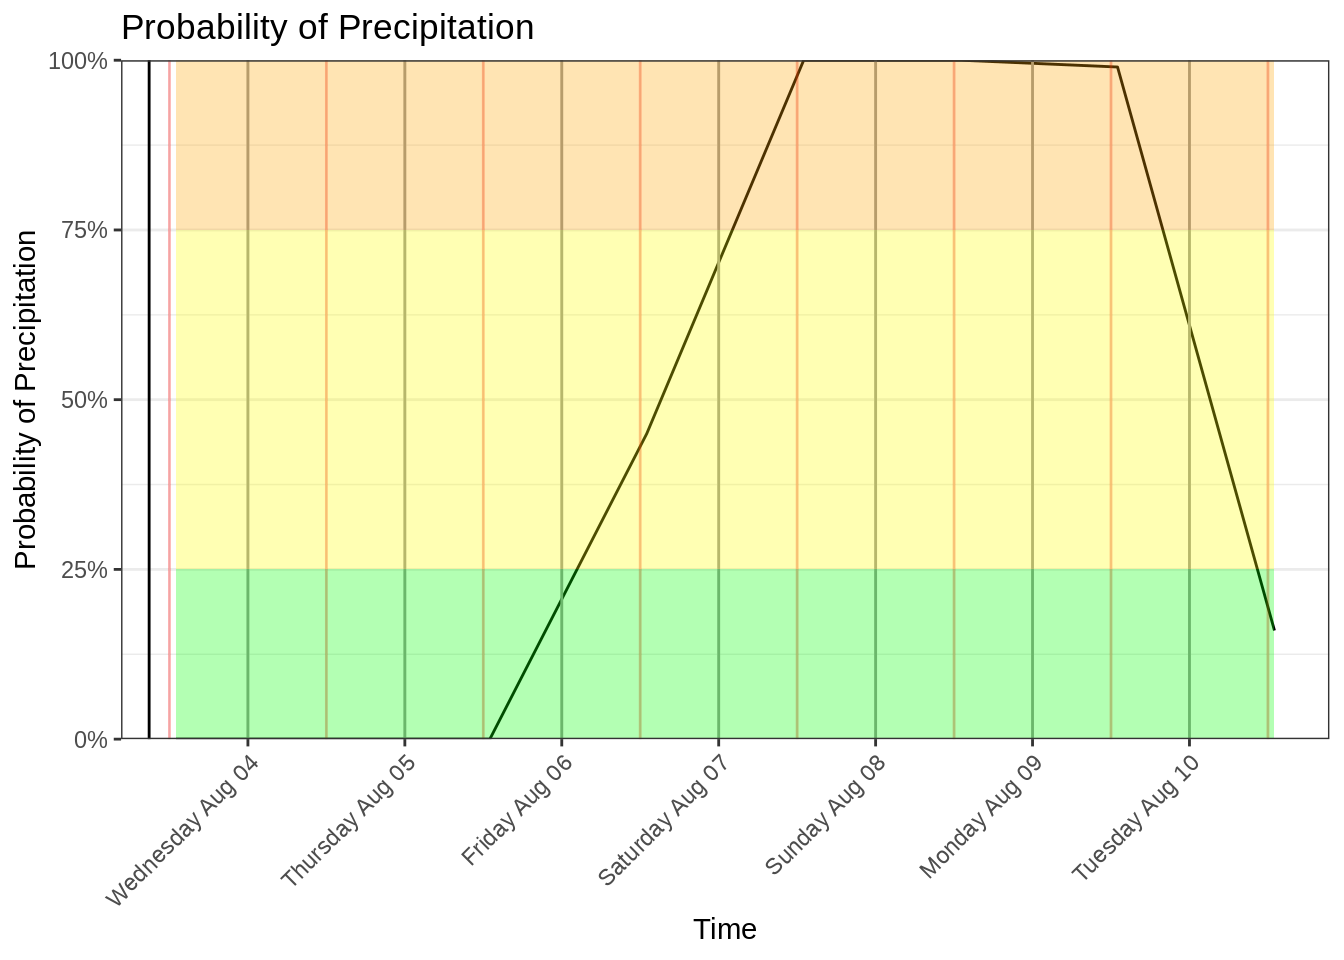 Probability of Precipitation
Probability of Precipitation
100%
75%
50%
25%
0%
Wednesday Aug 04
Thursday Aug 05
Friday Aug 06
Saturday Aug 07
Sunday Aug 08
Monday Aug 09
Tuesday Aug 10
Time